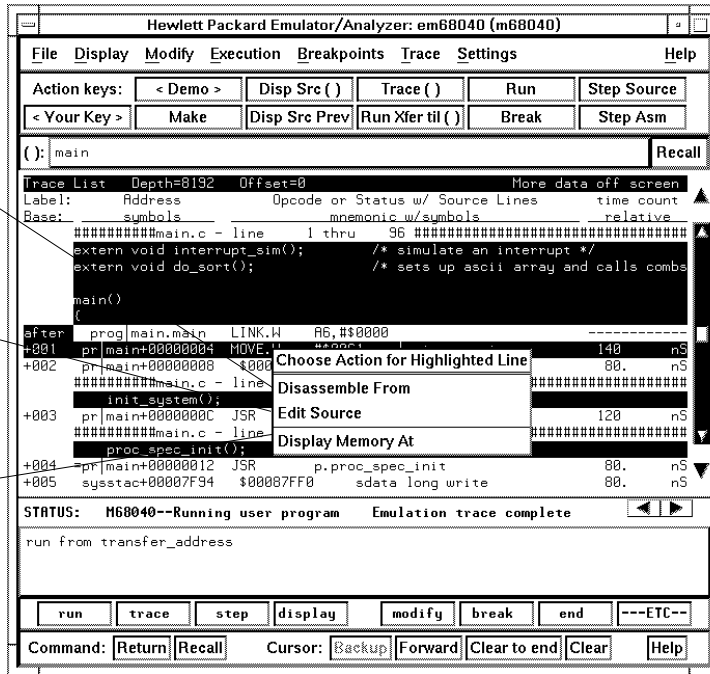 Hewlett Packard Emulator/Analyzer: em68040 (m68040)
File Display Modify Execution Breakpoints Trace Settings Help
Action keys: < Demo > Disp Src ( ) Trace ( ) Run Step Source
< Your Key > Make Disp Src Prev Run Xfer til ( ) Break Step Asm
( ): main Recall
Trace List Depth=8192 Offset=0 More data off screen
Label: Address Opcode or Status w/ Source Lines time count
Base: symbols mnemonic w/symbols relative
##########main.c - line 1 thru 96 #################################
extern void interrupt_sim(); /* simulate an interrupt */
extern void do_sort(); /* sets up ascii array and calls combs
main()
{
after prog|main.main LINK.W A6,#$0000 ------------
+001 pr|main+00000004 140 nS
Choose Action for Highlighted Line
+002 pr|main+00000008 80. nS
##########main.c - line
Disassemble From
init_system();
Edit Source
+003 pr|main+0000000C JSR 120 nS
##########main.c - line
Display Memory At
proc_spec_init();
+004 =pr|main+00000012 JSR p.proc_spec_init 80. nS
+005 sysstac+00007F94 $00087FF0 sdata long write 80. nS
STATUS: M68040--Running user program Emulation trace complete
run from transfer_address
run trace step display modify break end ---ETC--
Command: Return Recall Cursor: Backup Forward Clear to end Clear Help